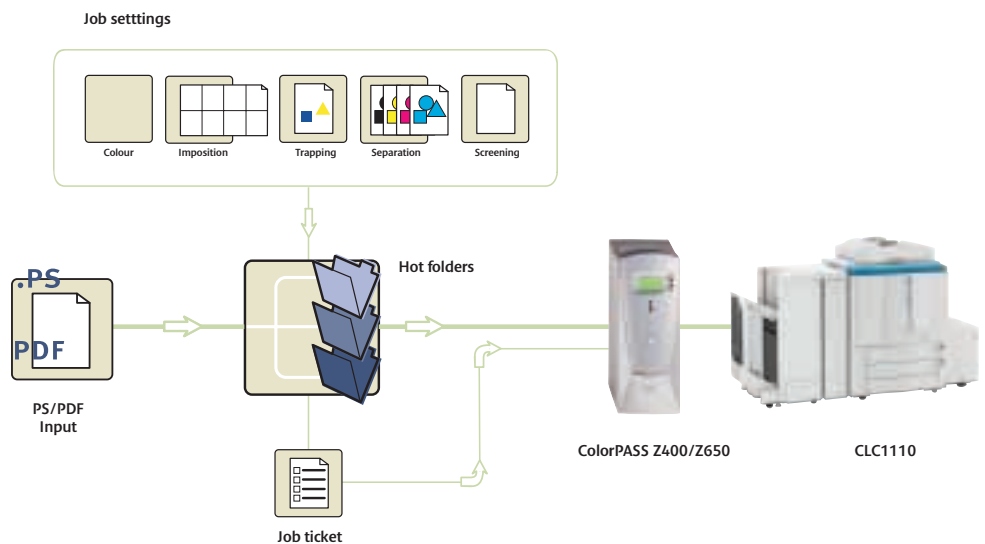 Job setttings
Colour
Imposition
Trapping
Separation
Screening
.PS
PDF
PS/PDF
Input
Hot folders
Job ticket
ColorPASS Z400/Z650
CLC1110